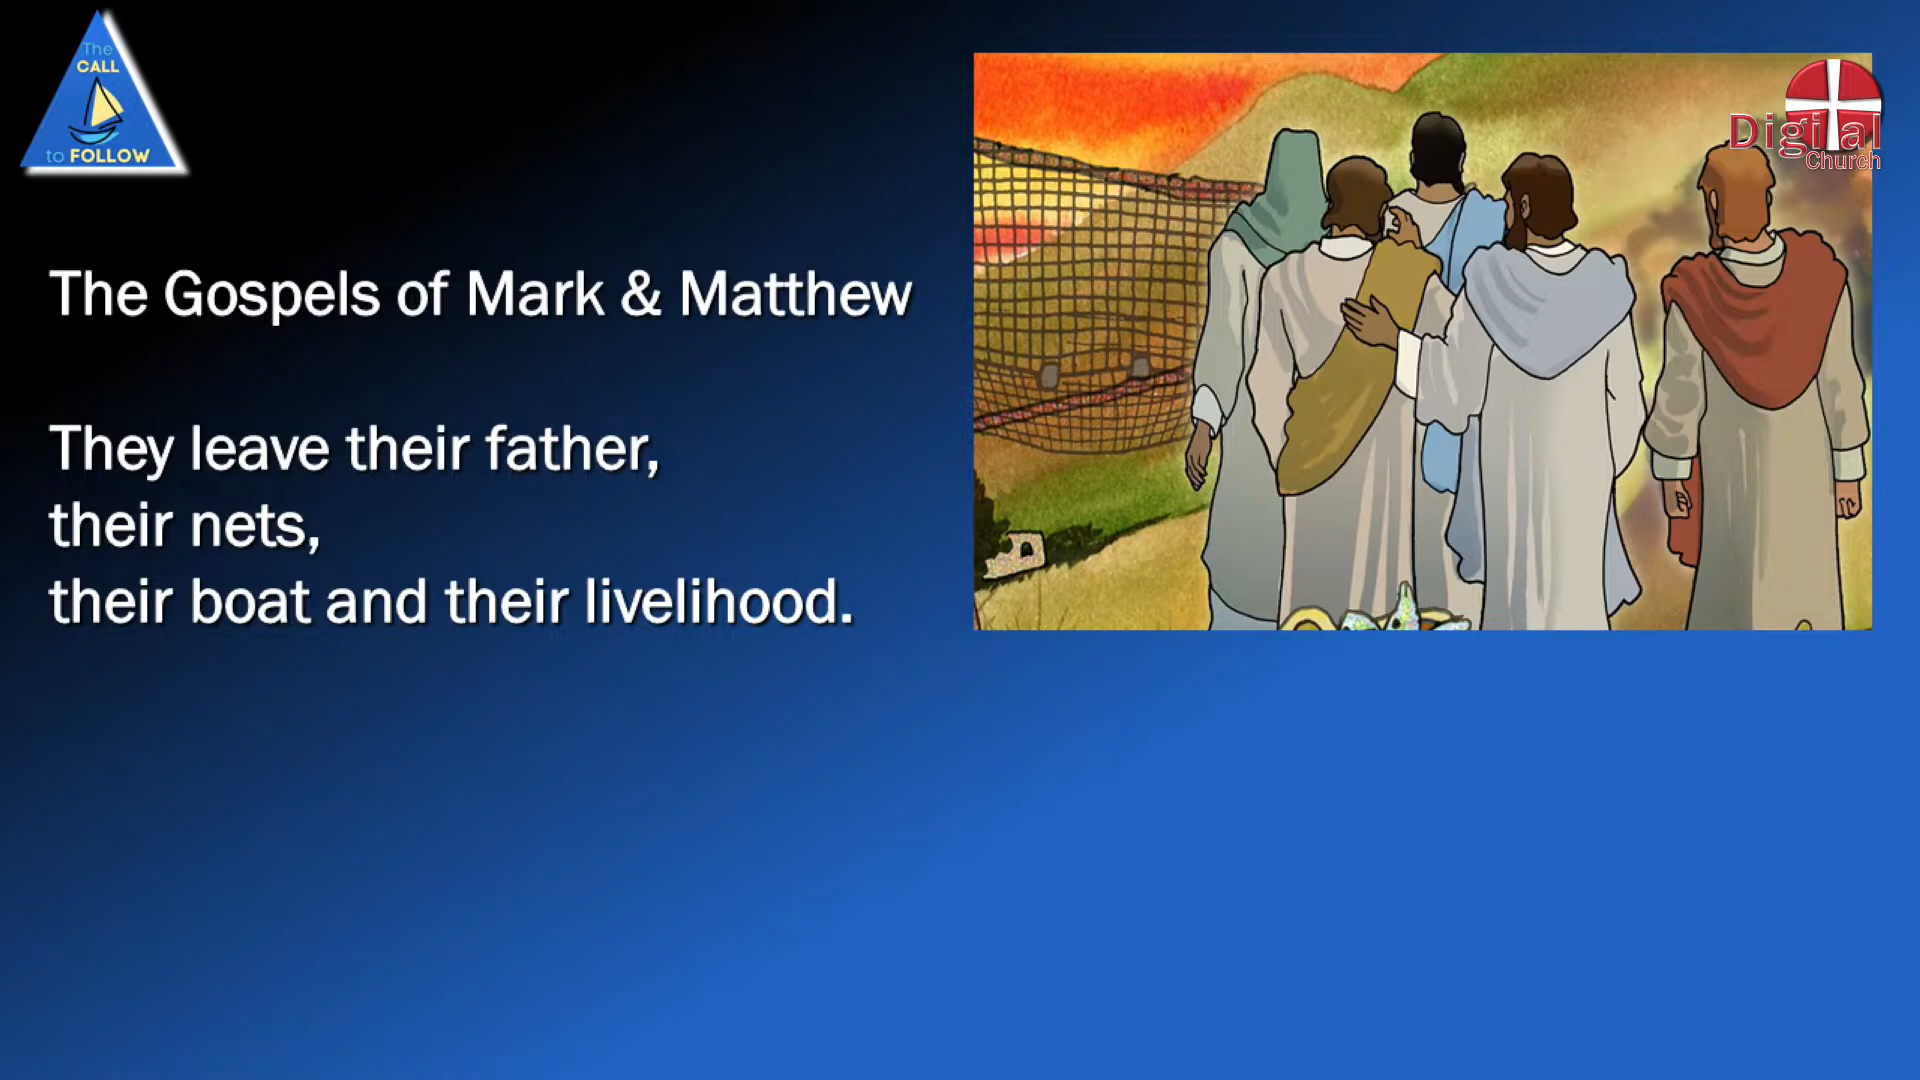 The
CALL
to FOLLOW
Digital
Church
The Gospels of Mark & Matthew
They leave their father,
their nets,
their boat and their livelihood.